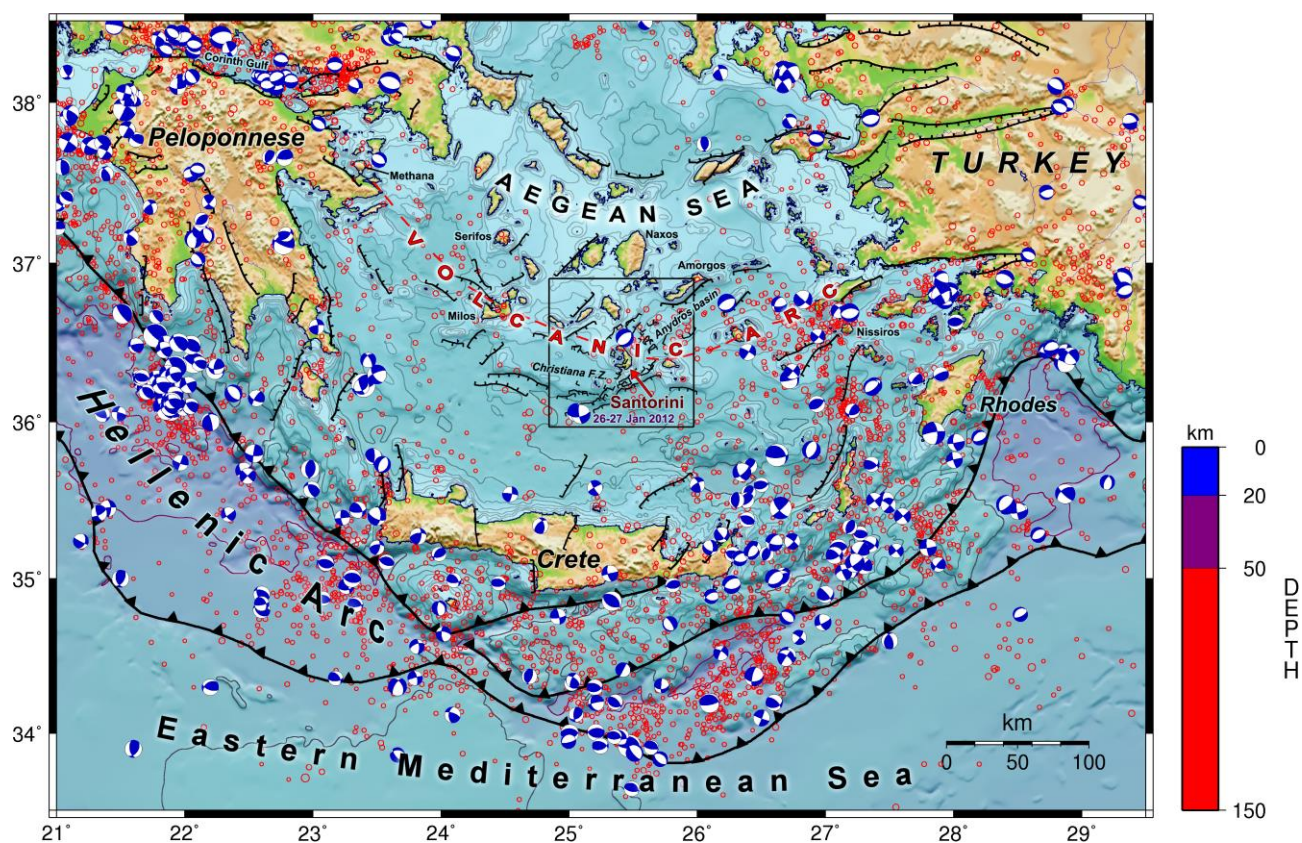 Corinth Gulf
38°
Peloponnese
TURKEY
Methana
AEGEAN SEA
Serifos
Naxos
37°
Amorgos
VOLCANIC ARC
Milos
Anydros basin
Nissiros
Christiana F.Z.
Santorini
26-27 Jan 2012
Rhodes
36°
Hellenic Arc
Crete
35°
34°
Eastern Mediterranean Sea
km
0 50 100
21° 22° 23° 24° 25° 26° 27° 28° 29°
km
0
20
50
150
DEPTH